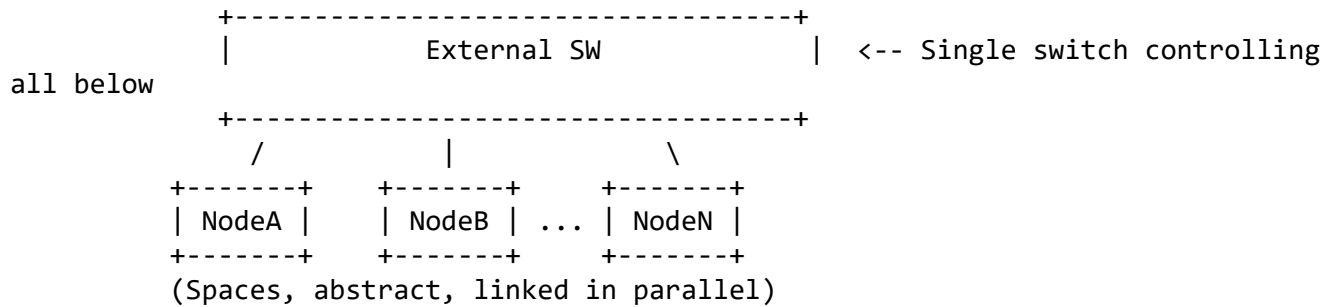 +-----------------------------------+
|            External SW             |  <-- Single switch controlling
all below
+-----------------------------------+
/           |             \
+-------+    +-------+     +-------+
| NodeA |    | NodeB | ... | NodeN |
+-------+    +-------+     +-------+
(Spaces, abstract, linked in parallel)